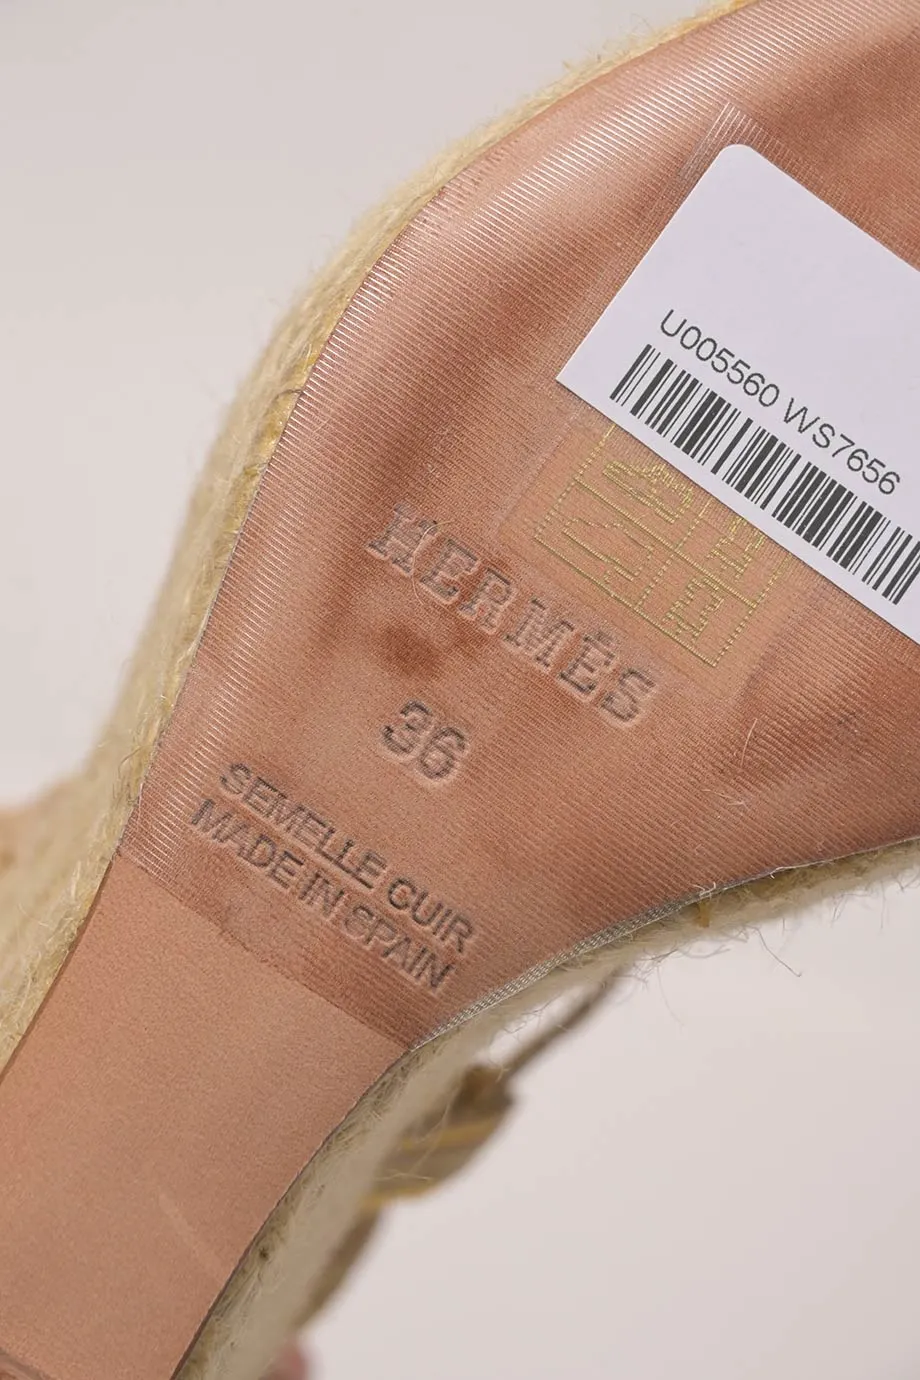 U005560 WS7656
HERMÈS
36
SEMELLE CUIR
MADE IN SPAIN